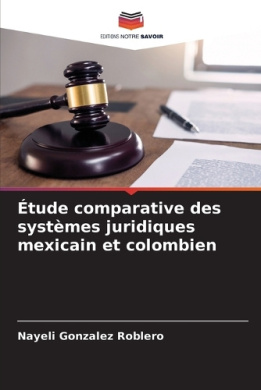 EDITIONS NOTRE SAVOIR
Étude comparative des
systèmes juridiques
mexicain et colombien
Nayeli Gonzalez Roblero